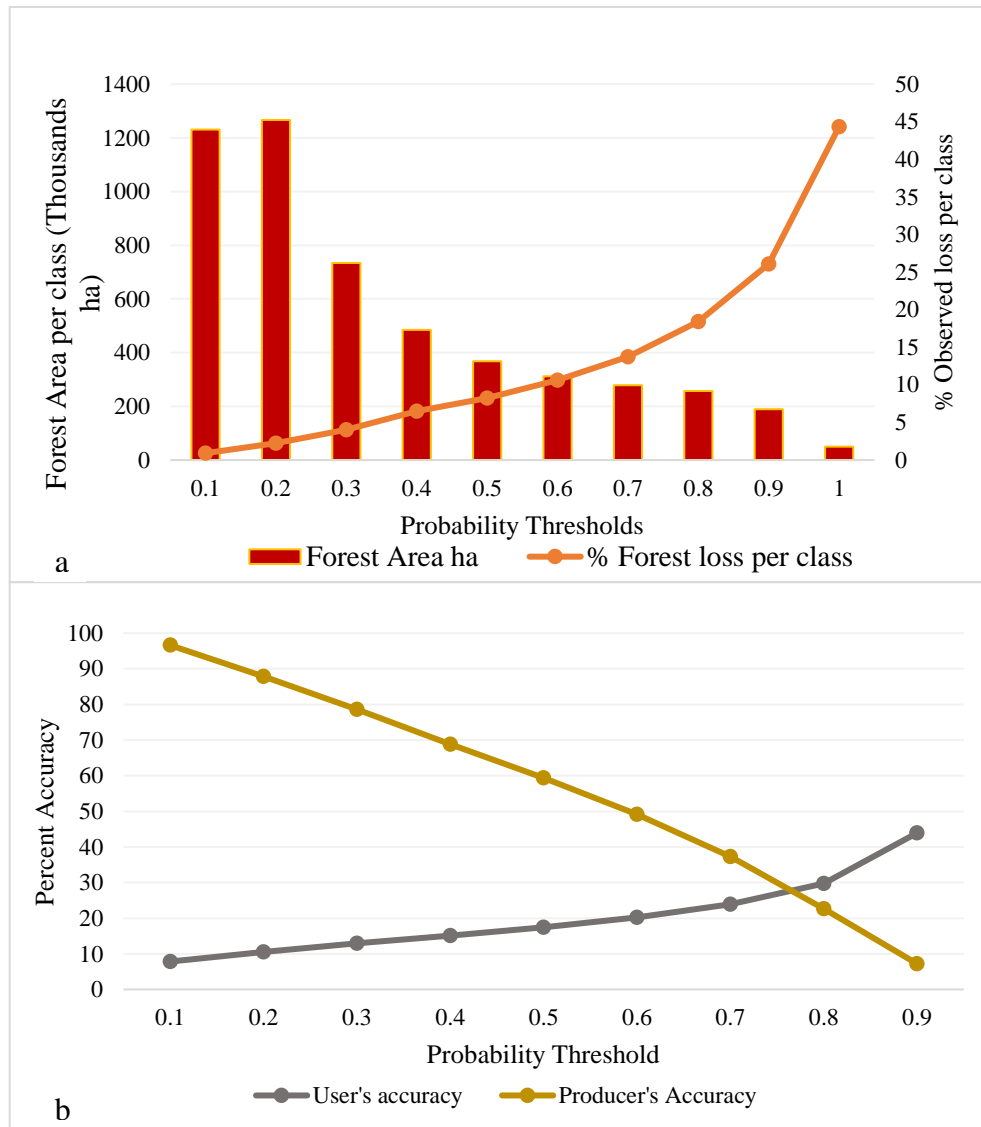 1400
1200
1000
800
600
400
200
0
50
45
40
35
30
25
20
15
10
5
0
Forest Area per class (Thousands
ha)
% Observed loss per class
0.1 0.2 0.3 0.4 0.5 0.6 0.7 0.8 0.9 1
Probability Thresholds
Forest Area ha % Forest loss per class
a
100
90
80
70
60
50
40
30
20
10
0
Percent Accuracy
0.1 0.2 0.3 0.4 0.5 0.6 0.7 0.8 0.9
Probability Threshold
User's accuracy Producer's Accuracy
b